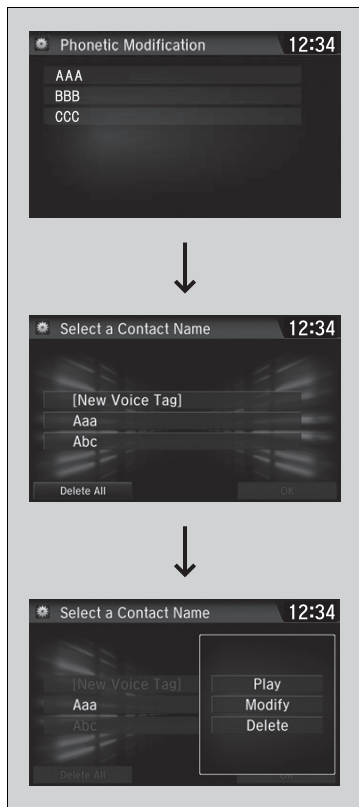 Phonetic Modification 12:34
AAA
BBB
CCC
Select a Contact Name 12:34
[New Voice Tag]
Aaa
Abc
Delete All OK
Select a Contact Name 12:34
[New Voice Tag] Play
Aaa Modify
Abc Delete
Delete All OK